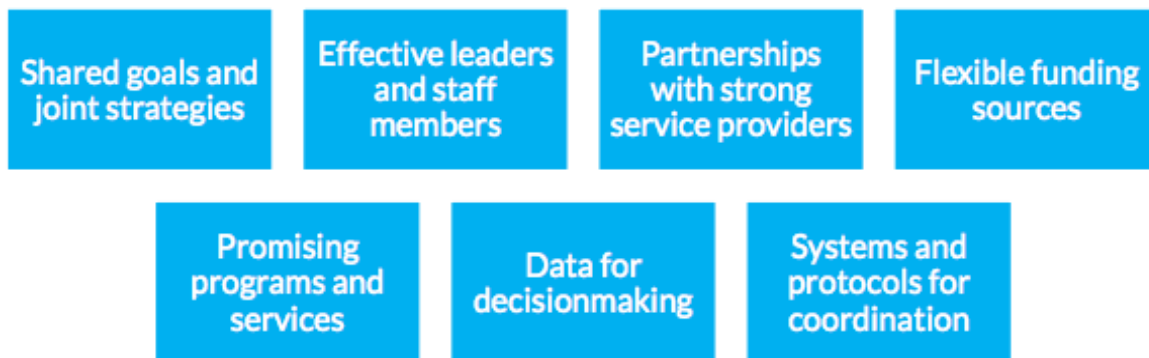 Shared goals and
joint strategies
Effective leaders
and staff
members
Partnerships
with strong
service providers
Flexible funding
sources
Promising
programs and
services
Data for
decisionmaking
Systems and
protocols for
coordination